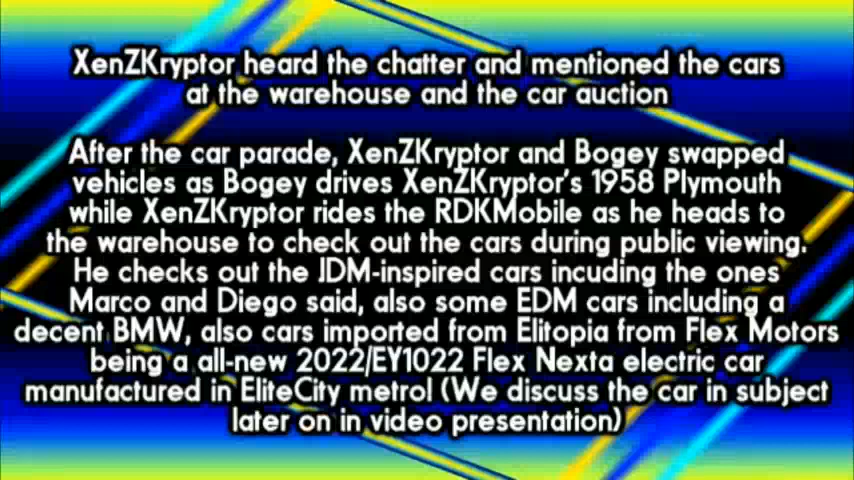 XenZKryptor heard the chatter and mentioned the cars
at the warehouse and the car auction
After the car parade, XenZKryptor and Bogey swapped
vehicles as Bogey drives XenZKryptor's 1958 Plymouth
while XenZKryptor rides the RDKMobile as he heads to
the warehouse to check out the cars during public viewing.
He checks out the JDM-inspired cars incuding the ones
Marco and Diego said, also some EDM cars including a
decent BMW, also cars imported from Elitopia from Flex Motors
being a all-new 2022/EY1022 Flex Nexta electric car
manufactured in EliteCity metrol (We discuss the car in subject
later on in video presentation)